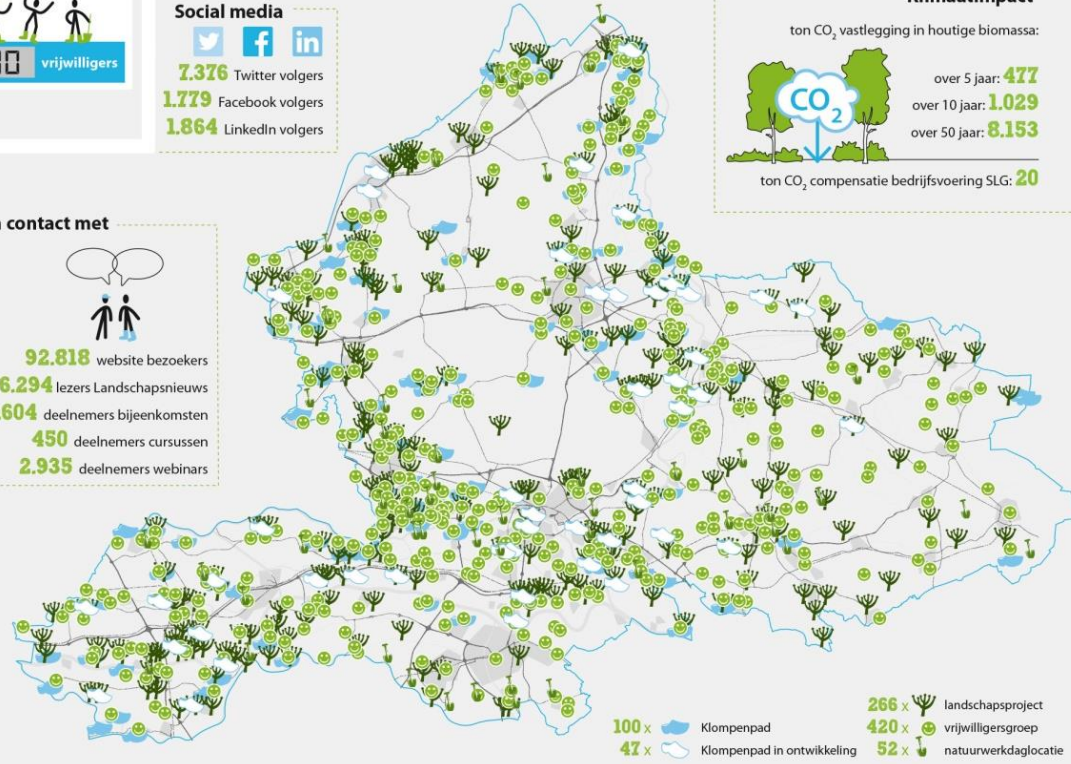 vrijwilligers
Social media
7.376 Twitter volgers
1.779 Facebook volgers
1.864 LinkedIn volgers
ton CO2 vastlegging in houtige biomassa:
CO2
over 5 jaar: 477
over 10 jaar: 1.029
over 50 jaar: 8.153
ton CO2 compensatie bedrijfsvoering SLG: 20
contact met
92.818 website bezoekers
6.294 lezers Landschapsnieuws
604 deelnemers bijeenkomsten
450 deelnemers cursussen
2.935 deelnemers webinars
100 x Klompenpad
47 x Klompenpad in ontwikkeling
266 x landschapsproject
420 x vrijwilligersgroep
52 x natuurwerkdaglocatie